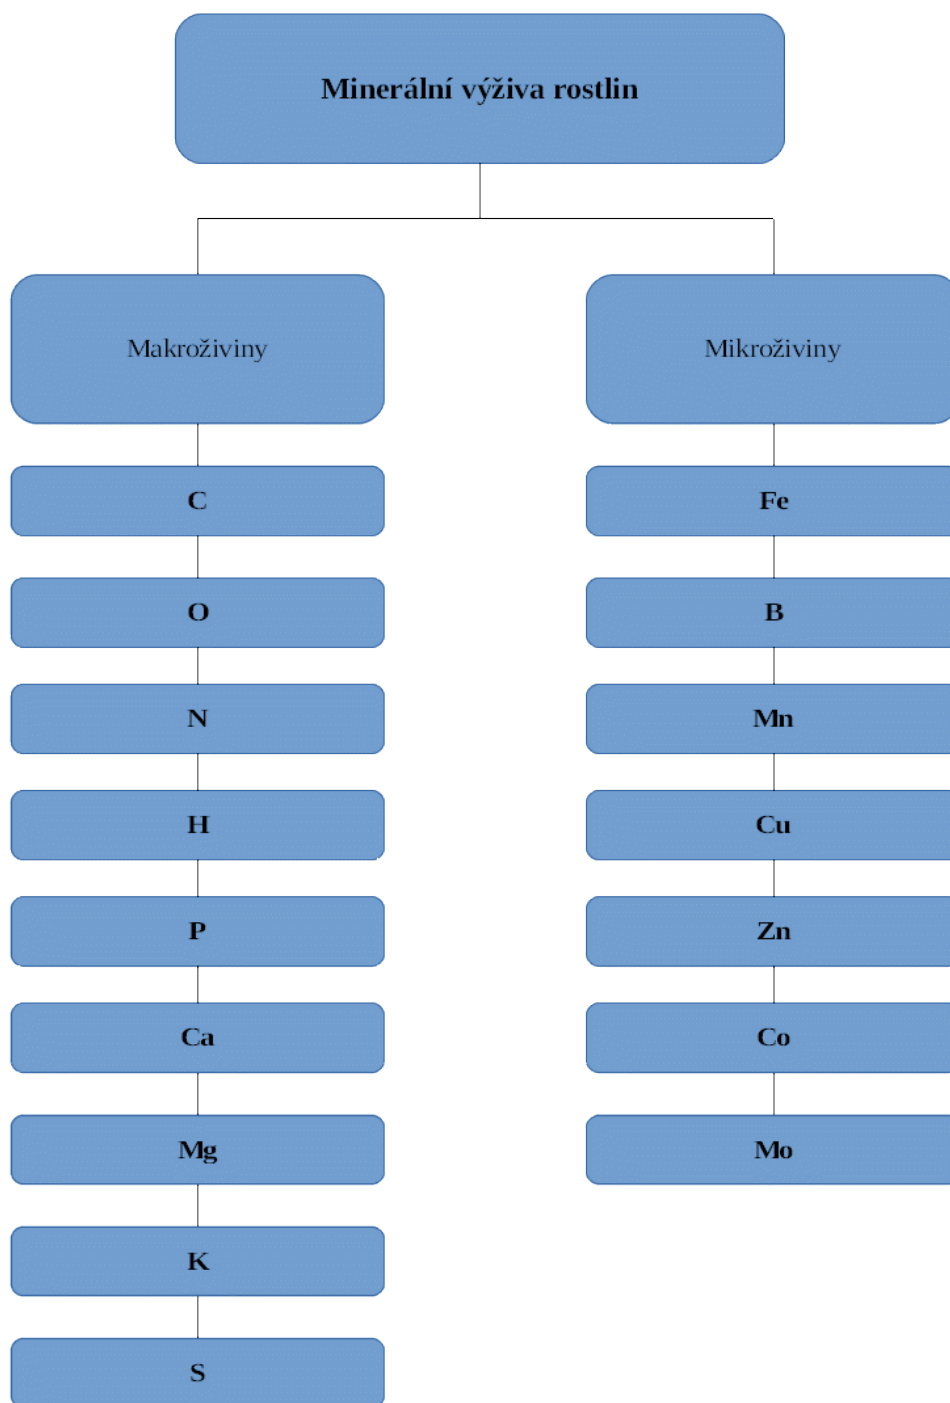 Minerální výživa rostlin
Makroživiny
Mikroživiny
C
Fe
O
B
N
Mn
H
Cu
P
Zn
Ca
Co
Mg
Mo
K
S